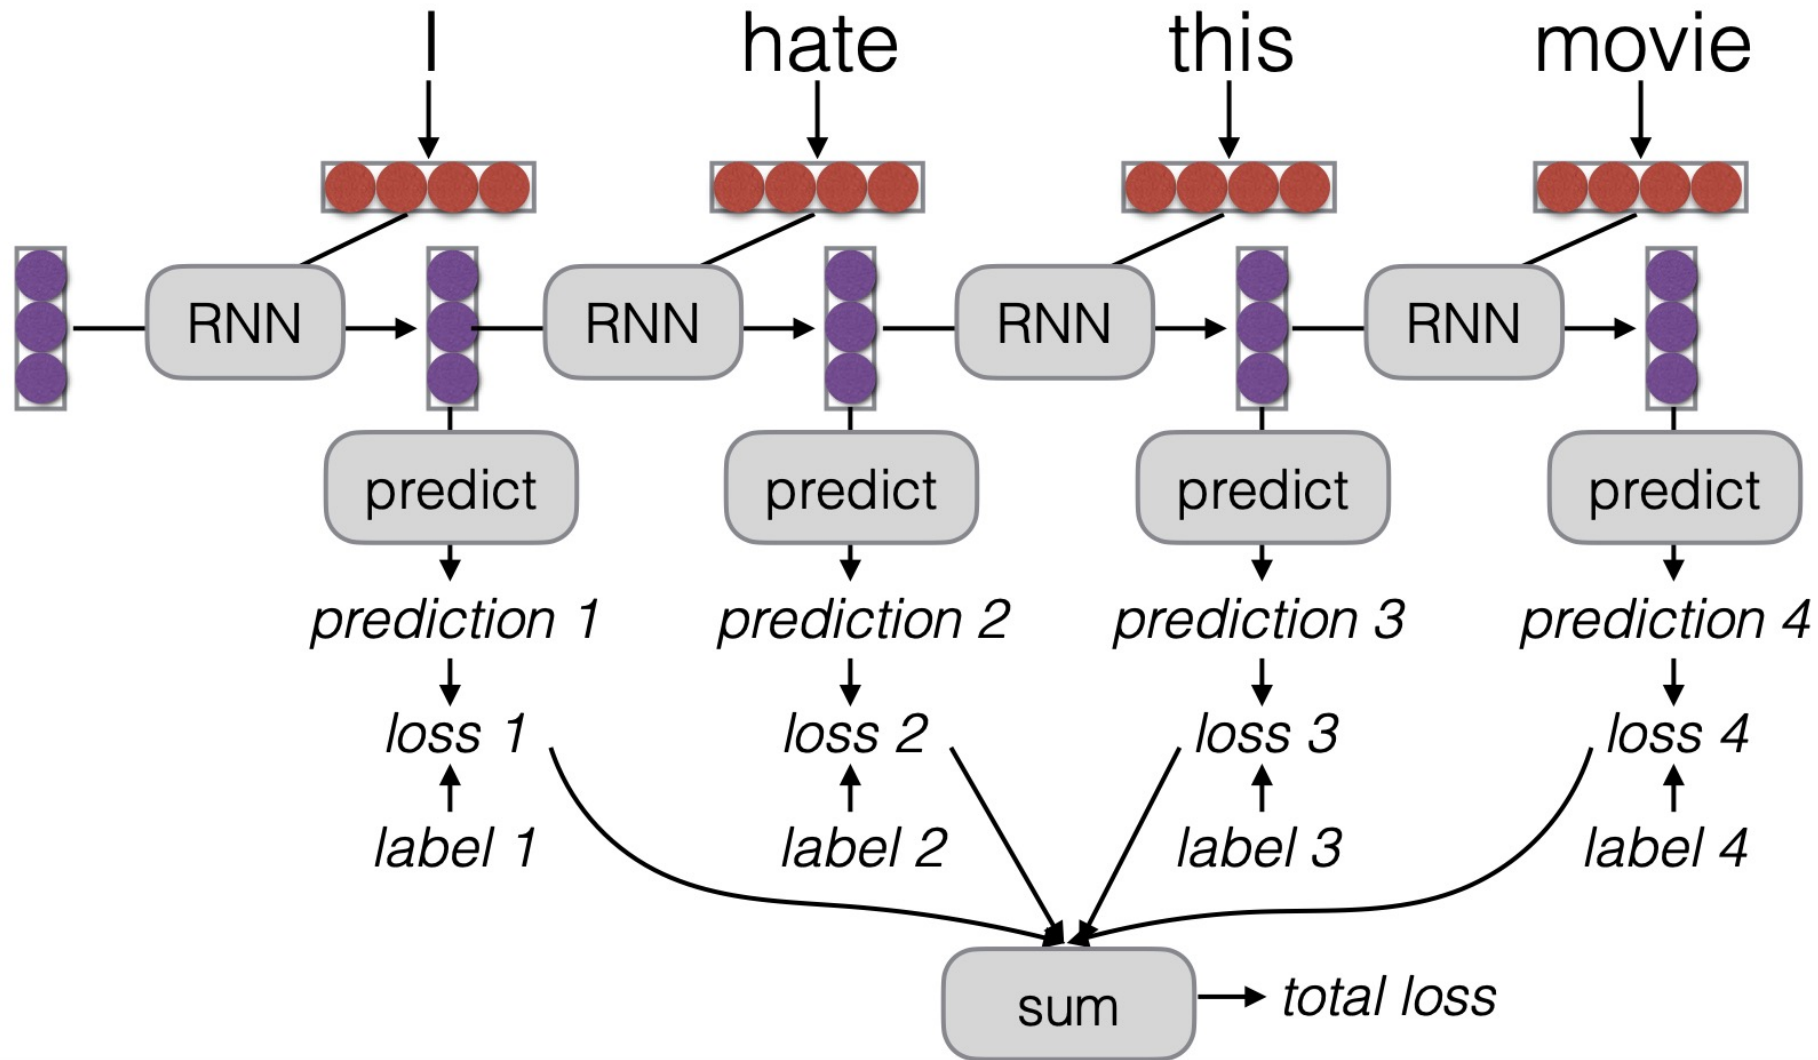 I hate this movie
RNN RNN RNN RNN
predict predict predict predict
prediction 1 prediction 2 prediction 3 prediction 4
loss 1 loss 2 loss 3 loss 4
label 1 label 2 label 3 label 4
sum total loss